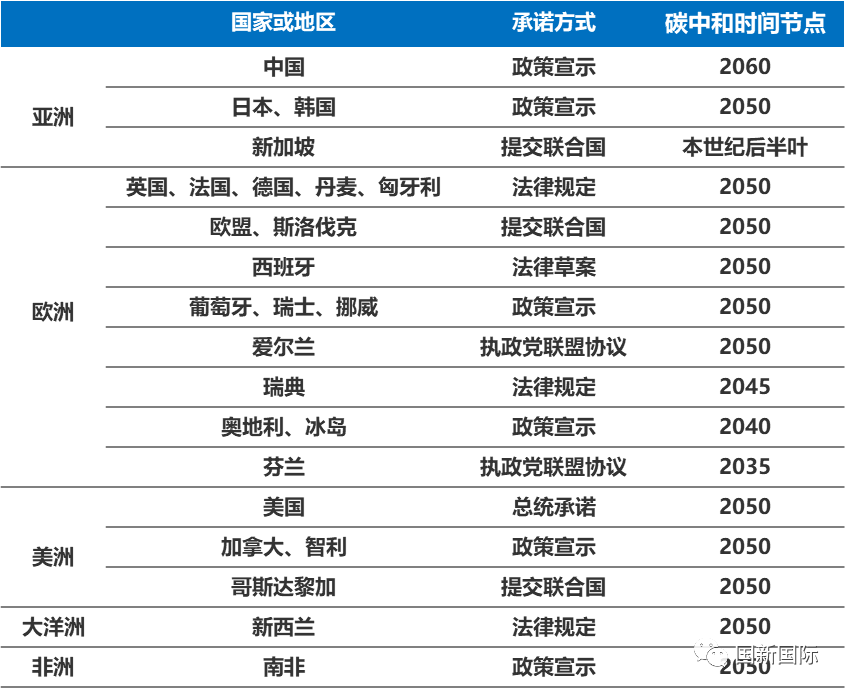 国家或地区 承诺方式 碳中和时间节点
中国 政策宣示 2060
亚洲 日本、韩国 政策宣示 2050
新加坡 提交联合国 本世纪后半叶
英国、法国、德国、丹麦、匈牙利 法律规定 2050
欧盟、斯洛伐克 提交联合国 2050
西班牙 法律草案 2050
欧洲 葡萄牙、瑞士、挪威 政策宣示 2050
爱尔兰 执政党联盟协议 2050
瑞典 法律规定 2045
奥地利、冰岛 政策宣示 2040
芬兰 执政党联盟协议 2035
美国 总统承诺 2050
美洲 加拿大、智利 政策宣示 2050
哥斯达黎加 提交联合国 2050
大洋洲 新西兰 法律规定 2050
非洲 南非 政策宣示 2050
国新国际